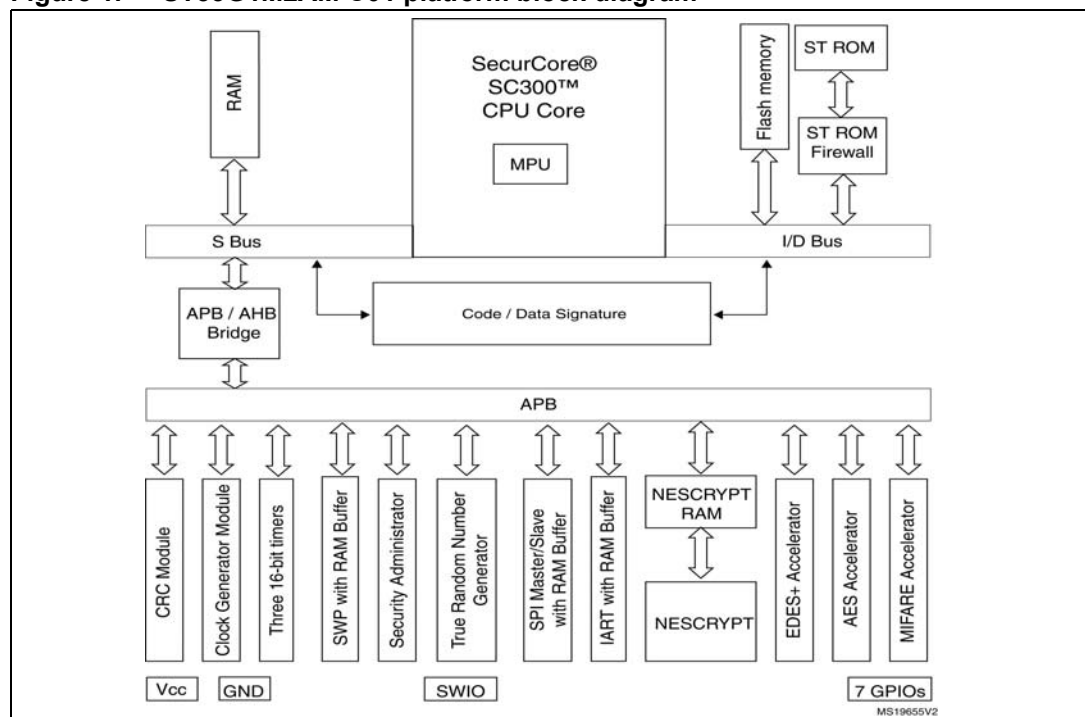 RAM
SecurCore®
SC300™
CPU Core
MPU
Flash memory
ST ROM
ST ROM
Firewall
S Bus
I/D Bus
APB / AHB
Bridge
Code / Data Signature
APB
CRC Module
Clock Generator Module
Three 16-bit timers
SWP with RAM Buffer
Security Administrator
True Random Number
Generator
SPI Master/Slave
with RAM Buffer
IART with RAM Buffer
NESCRYPT
RAM
NESCRYPT
EDES+ Accelerator
AES Accelerator
MIFARE Accelerator
Vcc
GND
SWIO
7 GPIOs
MS19655V2